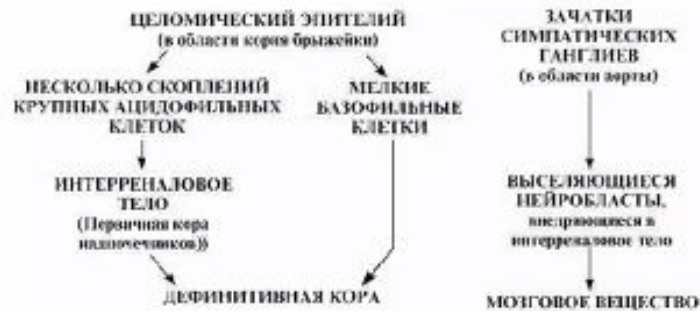 ЦЕЛОМИЧЕСКИЙ ЭПИТЕЛИЙ
(в области корня брыжейки)
НЕСКОЛЬКО СКОПЛЕНИЙ
КРУПНЫХ АЦИДОФИЛЬНЫХ
КЛЕТОК
МЕЛКИЕ
БАЗОФИЛЬНЫЕ
КЛЕТКИ
ИНТЕРРЕНАЛОВОЕ
ТЕЛО
(Первичная кора
надпочечников))
ДЕФИНИТИВНАЯ КОРА
ЗАЧАТКИ
СИМПАТИЧЕСКИХ
ГАНГЛИЕВ
(в области аорты)
ВЫСЕЛЯЮЩИЕСЯ
НЕЙРОБЛАСТЫ,
внедряющиеся в
интерреналовое тело
МОЗГОВОЕ ВЕЩЕСТВО